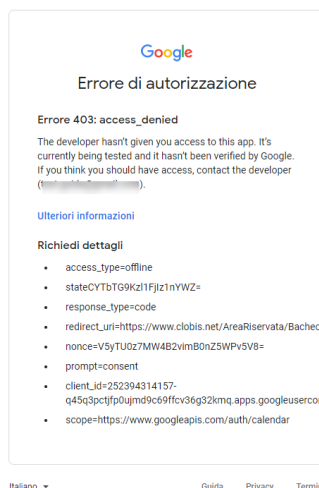 Google
Errore di autorizzazione
Errore 403: access_denied
The developer hasn't given you access to this app. It's
currently being tested and it hasn't been verified by Google.
If you think you should have access, contact the developer
( ).
Ulteriori informazioni
Richiedi dettagli
• access_type=offline
• stateCYTbTG9Kzl1FjIz1nYWZ=
• response_type=code
• redirect_uri=https://www.clobis.net/AreaRiservata/Bachec
• nonce=V5yTU0z7MW4B2vimB0nZ5WPv5V8=
• prompt=consent
• client_id=252394314157-
q45q3pctjfp0ujmd9c69ffcv36g32kmq.apps.googleusercon
• scope=https://www.googleapis.com/auth/calendar
Italiano Guida Privacy Termin